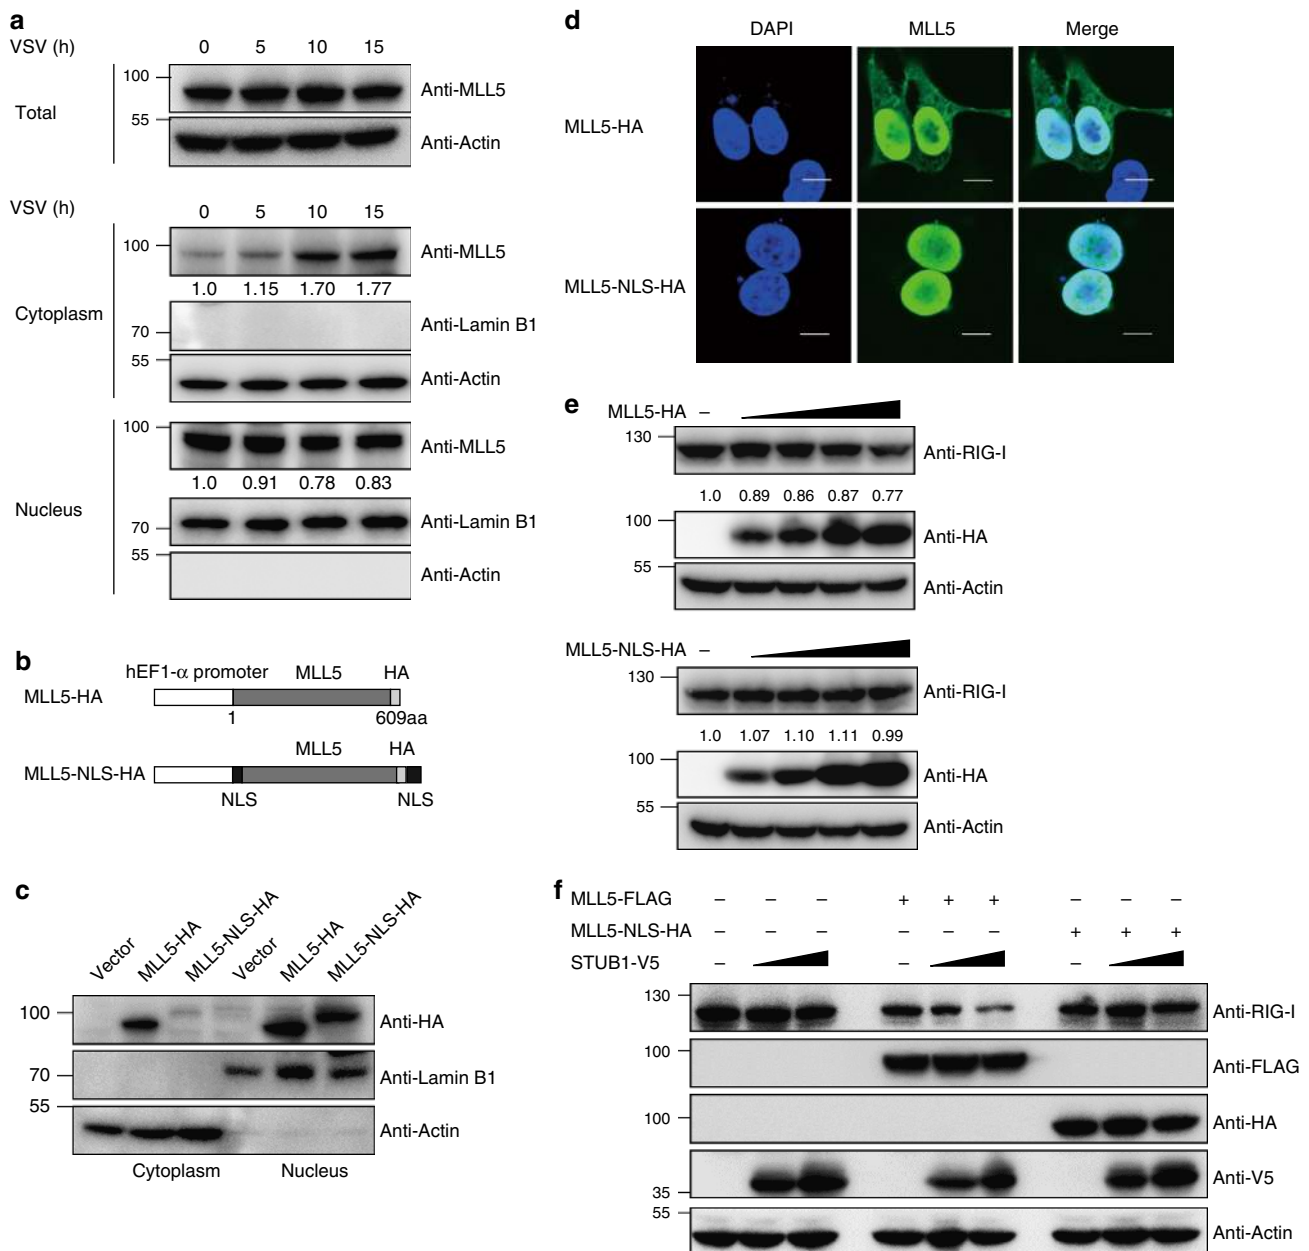 a
VSV (h) 0 5 10 15
Total
100
Anti-MLL5
55
Anti-Actin
VSV (h) 0 5 10 15
Cytoplasm
100
Anti-MLL5
1.0 1.15 1.70 1.77
70
Anti-Lamin B1
55
Anti-Actin
Nucleus
100
Anti-MLL5
1.0 0.91 0.78 0.83
70
Anti-Lamin B1
55
Anti-Actin
b
hEF1-α promoter MLL5 HA
MLL5-HA
1 609aa
MLL5 HA
MLL5-NLS-HA
NLS NLS
c
Vector MLL5-HA MLL5-NLS-HA Vector MLL5-HA MLL5-NLS-HA
100
Anti-HA
70
Anti-Lamin B1
55
Anti-Actin
Cytoplasm Nucleus
d
DAPI MLL5 Merge
MLL5-HA
MLL5-NLS-HA
e
MLL5-HA –
130
Anti-RIG-I
1.0 0.89 0.86 0.87 0.77
100
Anti-HA
55
Anti-Actin
MLL5-NLS-HA –
130
Anti-RIG-I
1.0 1.07 1.10 1.11 0.99
100
Anti-HA
55
Anti-Actin
f
MLL5-FLAG – – – + + + – – –
MLL5-NLS-HA – – – – – – + + +
STUB1-V5 – – –
130
Anti-RIG-I
100
Anti-FLAG
100
Anti-HA
35
Anti-V5
55
Anti-Actin